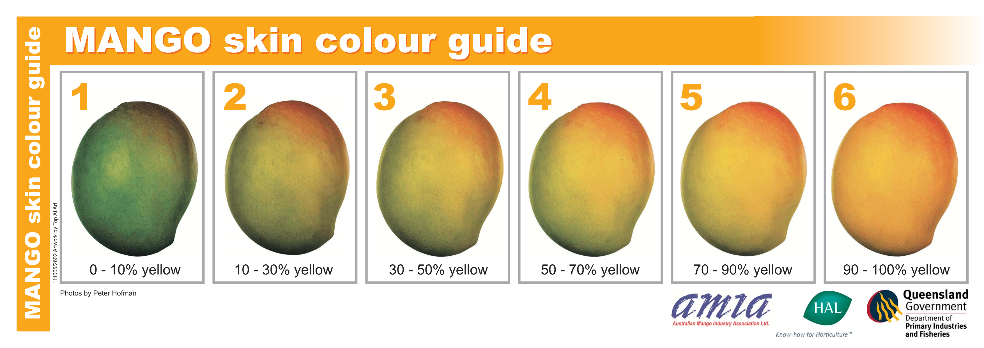 MANGO skin colour guide
MANGO skin colour guide
1
2
3
4
5
6
0 - 10% yellow
10 - 30% yellow
30 - 50% yellow
50 - 70% yellow
70 - 90% yellow
90 - 100% yellow
Photos by Peter Hofman
amia
Australian Mango Industry Association Ltd.
HAL
Know-how for Horticulture™
Queensland
Government
Department of
Primary Industries
and Fisheries